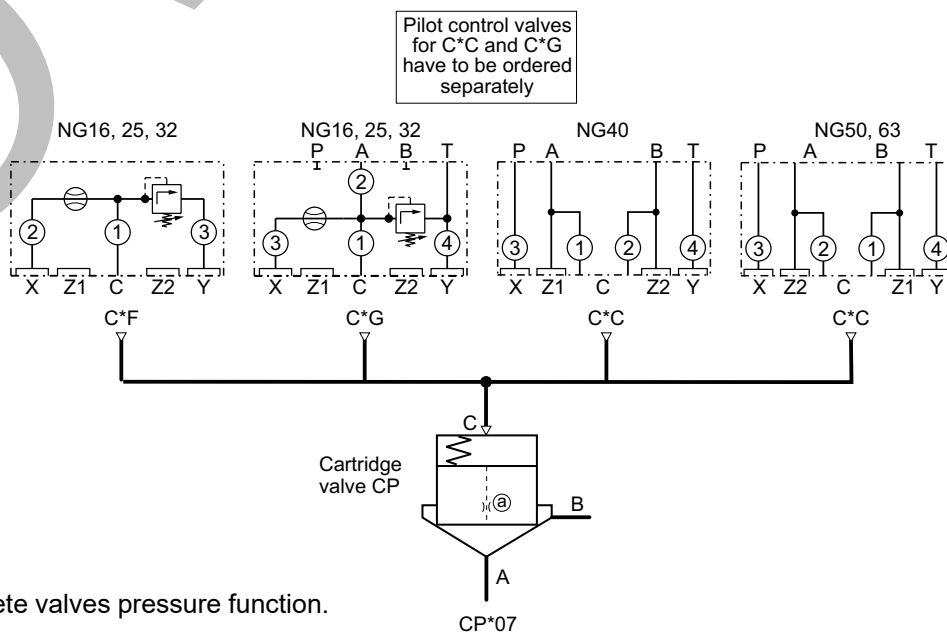 Pilot control valves
for C*C and C*G
have to be ordered
separately
NG16, 25, 32
NG16, 25, 32
NG40
NG50, 63
P A B T
P A B T
P A B T
2 1 3
2 3 1 4
3 1 2 4
3 2 1 4
X Z1 C Z2 Y
X Z1 C Z2 Y
X Z1 C Z2 Y
X Z2 C Z1 Y
C*F
C*G
C*C
C*C
C
Cartridge
valve CP
a
B
A
valves pressure function.
CP*07